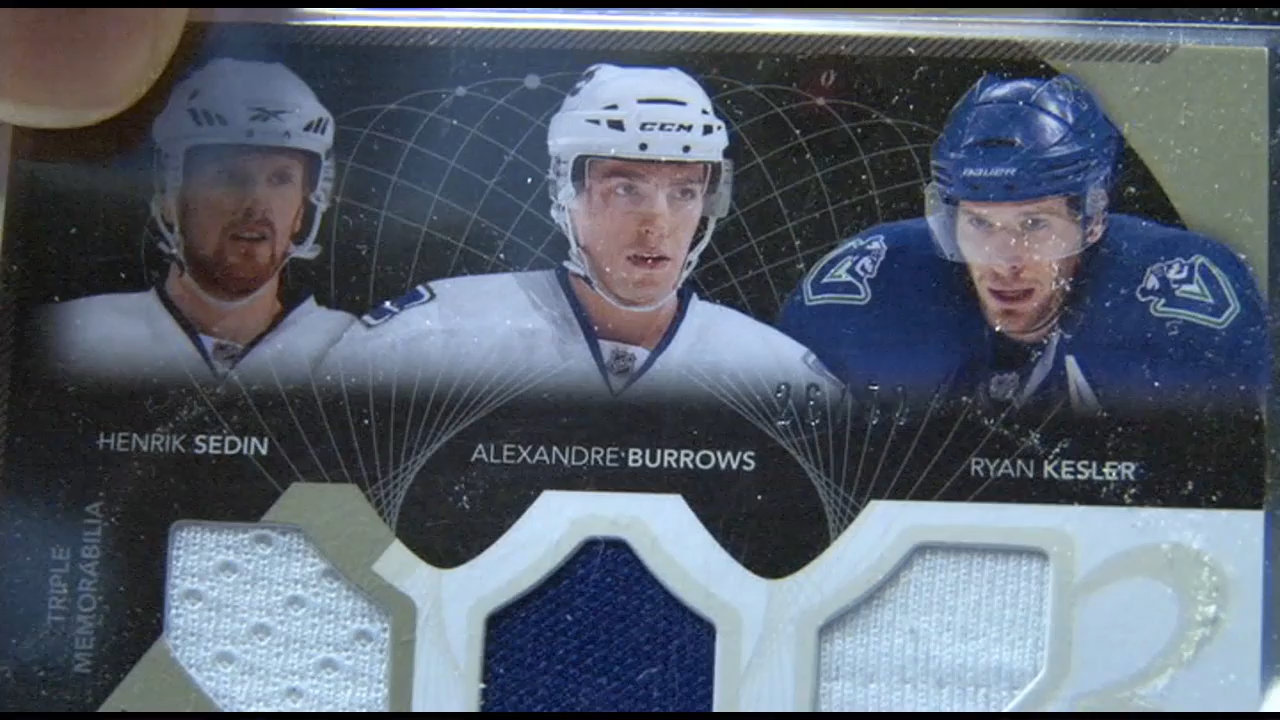 Reebok
CCM
BAUER
HENRIK SEDIN
ALEXANDRE BURROWS
RYAN KESLER
TRIPLE
MEMORABILIA